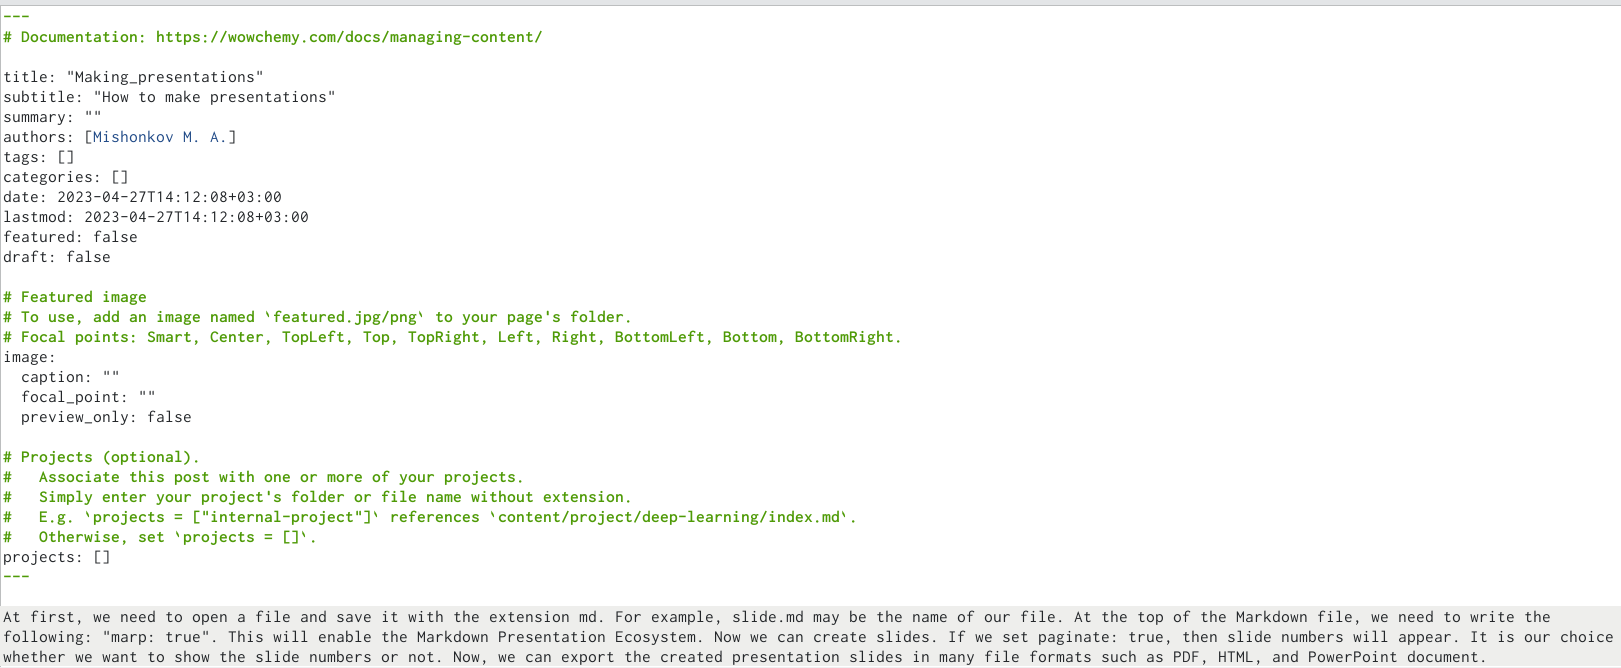 ---
# Documentation: https://wowchemy.com/docs/managing-content/
title: "Making_presentations"
subtitle: "How to make presentations"
summary: ""
authors: [Mishonkov M. A.]
tags: []
categories: []
date: 2023-04-27T14:12:08+03:00
lastmod: 2023-04-27T14:12:08+03:00
featured: false
draft: false
# Featured image
# To use, add an image named `featured.jpg/png` to your page's folder.
# Focal points: Smart, Center, TopLeft, Top, TopRight, Left, Right, BottomLeft, Bottom, BottomRight.
image:
  caption: ""
  focal_point: ""
  preview_only: false
# Projects (optional).
#   Associate this post with one or more of your projects.
#   Simply enter your project's folder or file name without extension.
#   E.g. `projects = ["internal-project"]` references `content/project/deep-learning/index.md`.
#   Otherwise, set `projects = []`.
projects: []
---
At first, we need to open a file and save it with the extension md. For example, slide.md may be the name of our file. At the top of the Markdown file, we need to write the
following: "marp: true". This will enable the Markdown Presentation Ecosystem. Now we can create slides. If we set paginate: true, then slide numbers will appear. It is our choice
whether we want to show the slide numbers or not. Now, we can export the created presentation slides in many file formats such as PDF, HTML, and PowerPoint document.